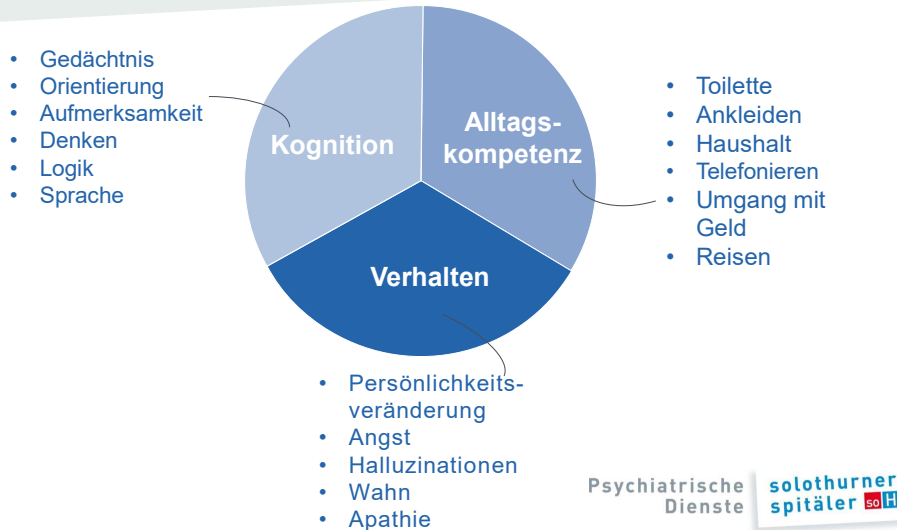 Gedächtnis
Orientierung
Aufmerksamkeit
Denken
Logik
Sprache
Kognition
Alltags-
kompetenz
Toilette
Ankleiden
Haushalt
Telefonieren
Umgang mit
Geld
Reisen
Verhalten
Persönlichkeits-
veränderung
Angst
Halluzinationen
Wahn
Apathie
Psychiatrische
Dienste
solothurner
spitäler so H